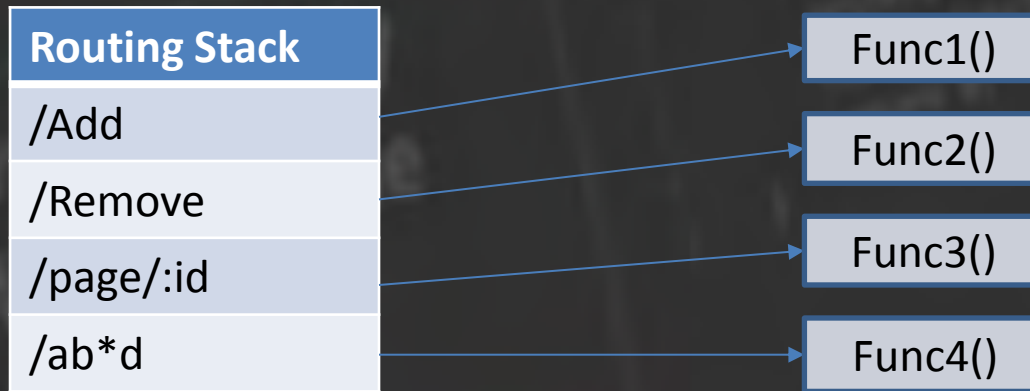 Routing Stack
/Add
/Remove
/page/:id
/ab*d
Func1()
Func2()
Func3()
Func4()